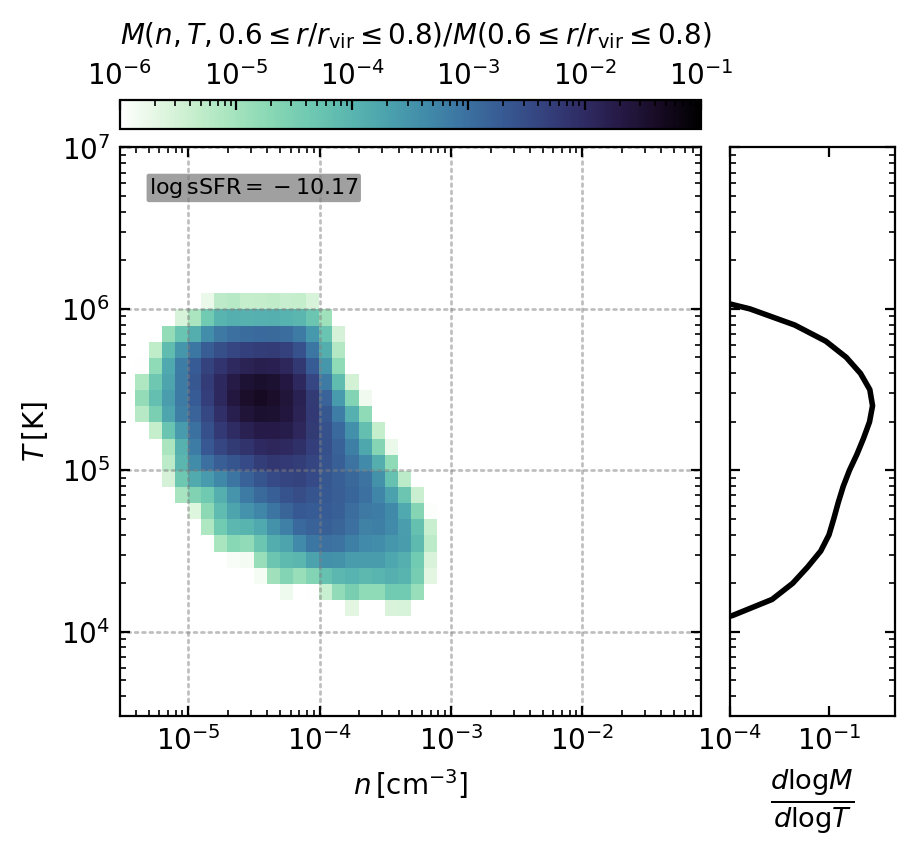 M(n, T, 0.6 ≤ r/r_vir ≤ 0.8)/M(0.6 ≤ r/r_vir ≤ 0.8)
10^−6 10^−5 10^−4 10^−3 10^−2 10^−1
10^7
log sSFR = −10.17
10^6
T [K]
10^5
10^4
10^−5 10^−4 10^−3 10^−2 10^−4 10^−1
n [cm^−3]
dlogM
dlogT